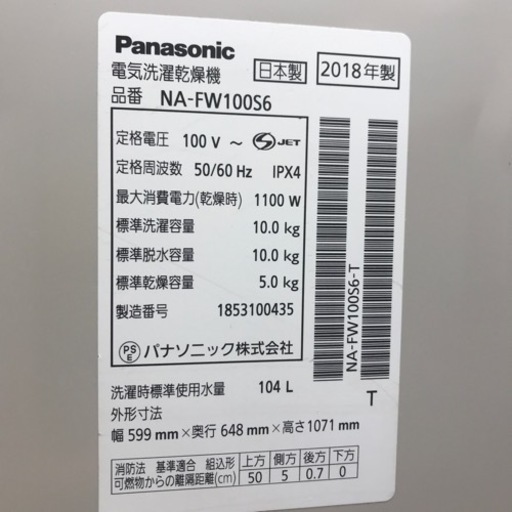 Panasonic
電気洗濯乾燥機 日本製 2018年製
品番 NA-FW100S6
定格電圧 100 V ～ S JET
定格周波数 50/60 Hz IPX4
最大消費電力(乾燥時) 1100 W
標準洗濯容量 10.0 kg
標準脱水容量 10.0 kg
標準乾燥容量 5.0 kg
製造番号 1853100435
PSE パナソニック株式会社
NA-FW100S6-T
T
洗濯時標準使用水量 104 L
外形寸法
幅 599 mm×奥行 648 mm×高さ1071 mm
消防法 基準適合 組込形 上方 側方 後方 下方
可燃物からの離隔距離(cm) 50 5 0.7 0